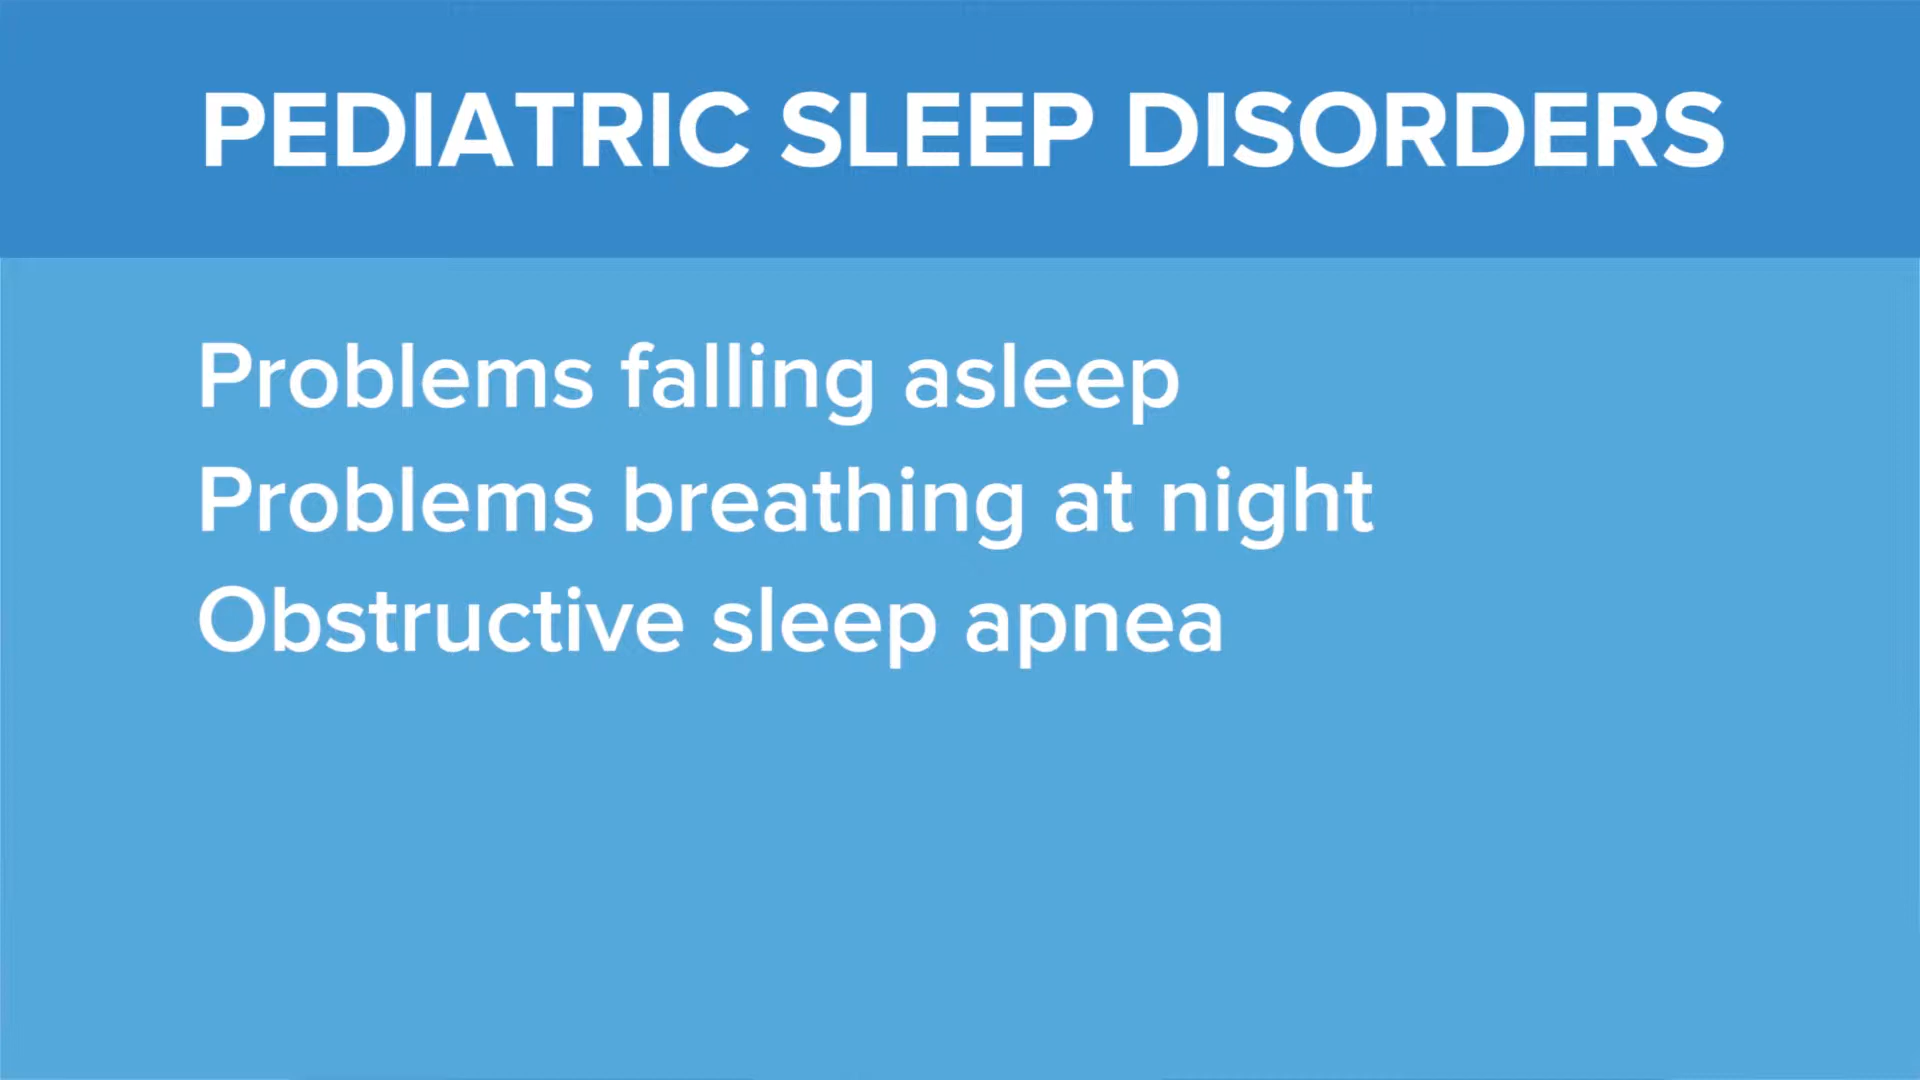 PEDIATRIC SLEEP DISORDERS
Problems falling asleep
Problems breathing at night
Obstructive sleep apnea